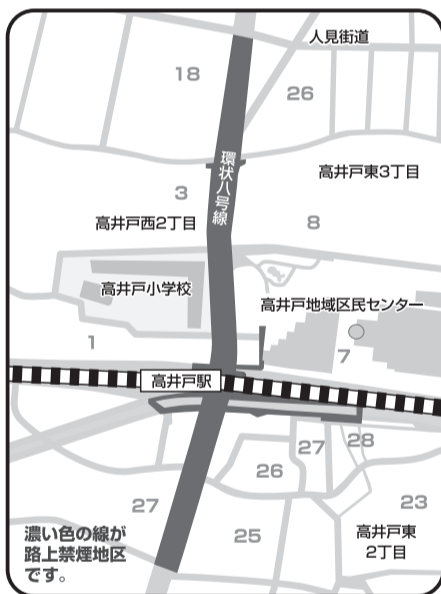 人見街道
18
26
環状八号線
高井戸東3丁目
3
高井戸西2丁目
8
高井戸小学校
高井戸地域区民センター
1
7
高井戸駅
27
28
26
23
27
25
高井戸東
2丁目
濃い色の線が
路上禁煙地区
です。